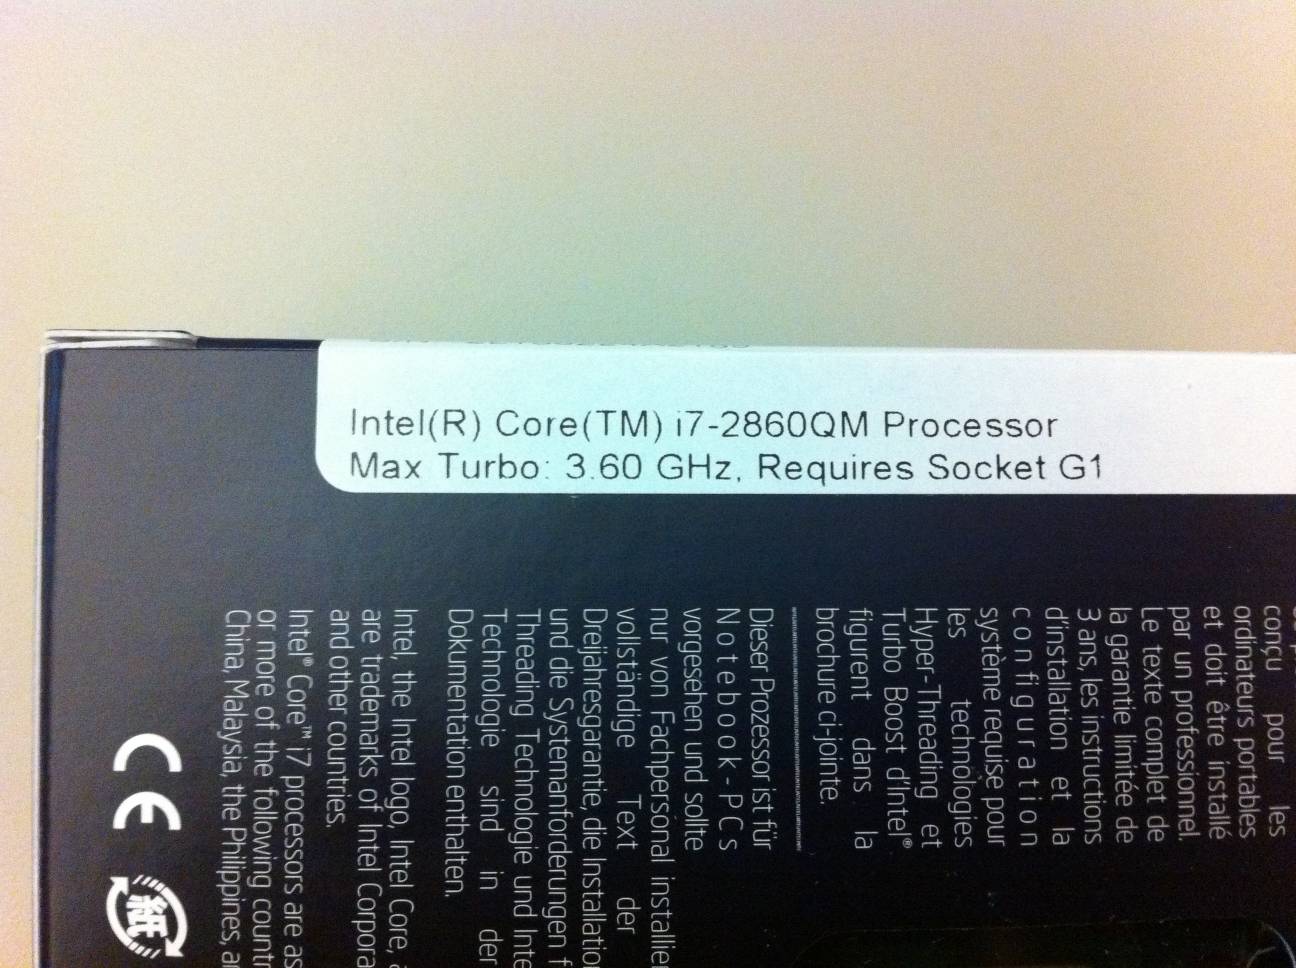 Intel(R) Core(TM) i7-2860QM Processor
Max Turbo: 3.60 GHz, Requires Socket G1
conçu pour les
ordinateurs portables
et doit être installé
par un professionnel.
Le texte complet de
la garantie limitée de
3 ans, les instructions
d'installation et la
configuration
système requise pour
les technologies
Hyper-Threading et
Turbo Boost d'Intel®
figurent dans la
brochure ci-jointe.
Dieser Prozessor ist für
Notebook-PCs
vorgesehen und sollte
nur von Fachpersonal
vollständige Text der
Dreijahresgarantie, die
und die Systemanforderungen
Theading Technologie und
Technologie sind in der
Dokumentation enthalten.
Intel, the Intel logo, Intel Core,
are trademarks of Intel
and other countries.
Intel® Core™ i7 processors are
or more of the following
China, Malaysia, the Philippines,
CE
紙